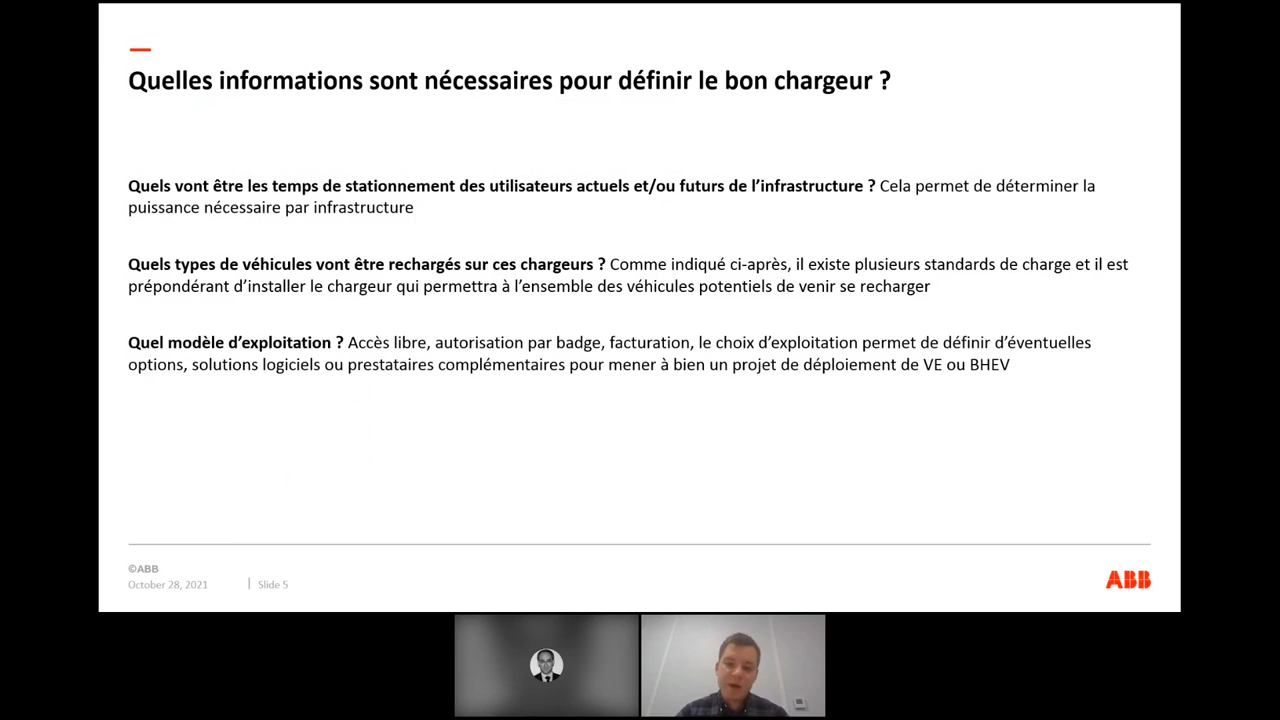 Quelles informations sont nécessaires pour définir le bon chargeur ?
Quels vont être les temps de stationnement des utilisateurs actuels et/ou futurs de l’infrastructure ? Cela permet de déterminer la
puissance nécessaire par infrastructure
Quels types de véhicules vont être rechargés sur ces chargeurs ? Comme indiqué ci-après, il existe plusieurs standards de charge et il est
prépondérant d’installer le chargeur qui permettra à l’ensemble des véhicules potentiels de venir se recharger
Quel modèle d’exploitation ? Accès libre, autorisation par badge, facturation, le choix d’exploitation permet de définir d’éventuelles
options, solutions logiciels ou prestataires complémentaires pour mener à bien un projet de déploiement de VE ou BHEV
©ABB
October 28, 2021 | Slide 5
ABB